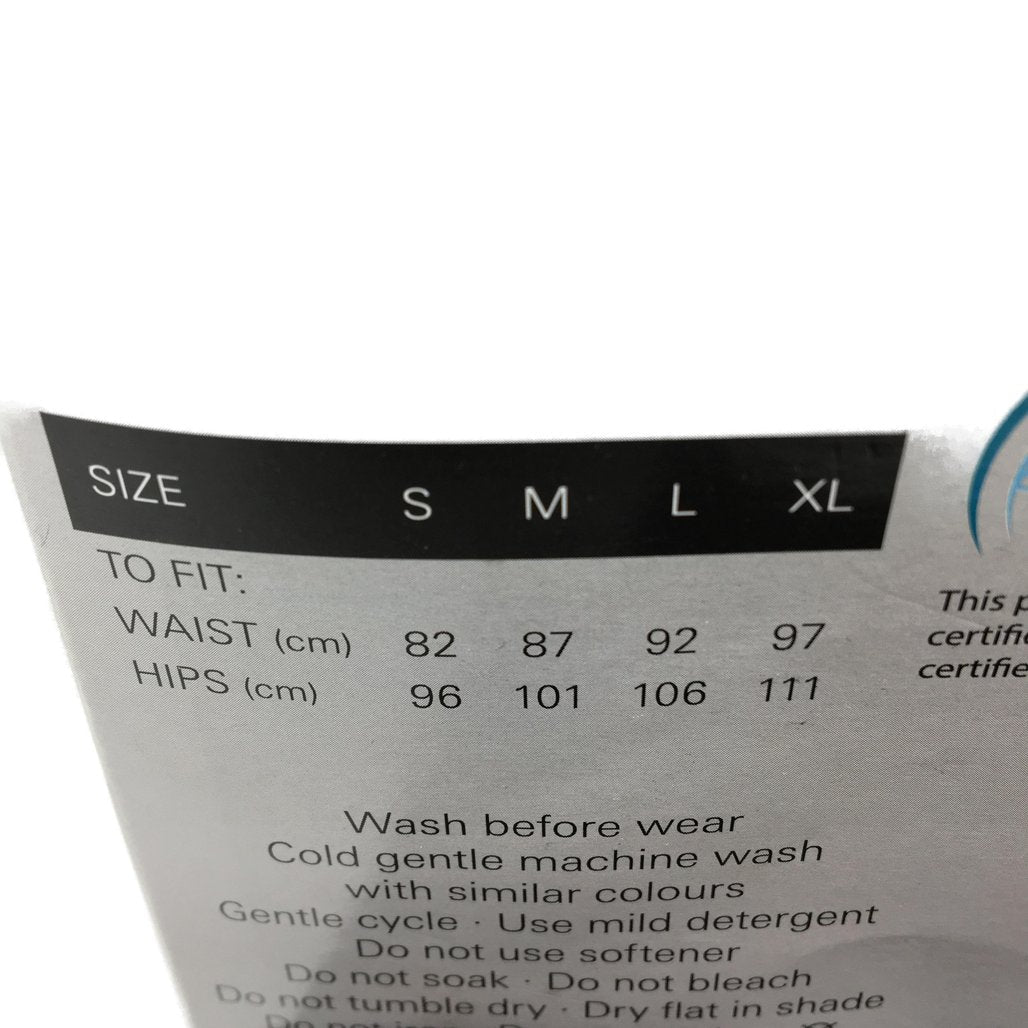 SIZE S M L XL
TO FIT:
WAIST (cm) 82 87 92 97
HIPS (cm) 96 101 106 111
This
Wash before wear
Cold gentle machine wash
with similar colours
Gentle cycle · Use mild detergent
Do not use softener
Do not soak · Do not bleach
Do not tumble dry · Dry flat in shade
Do not